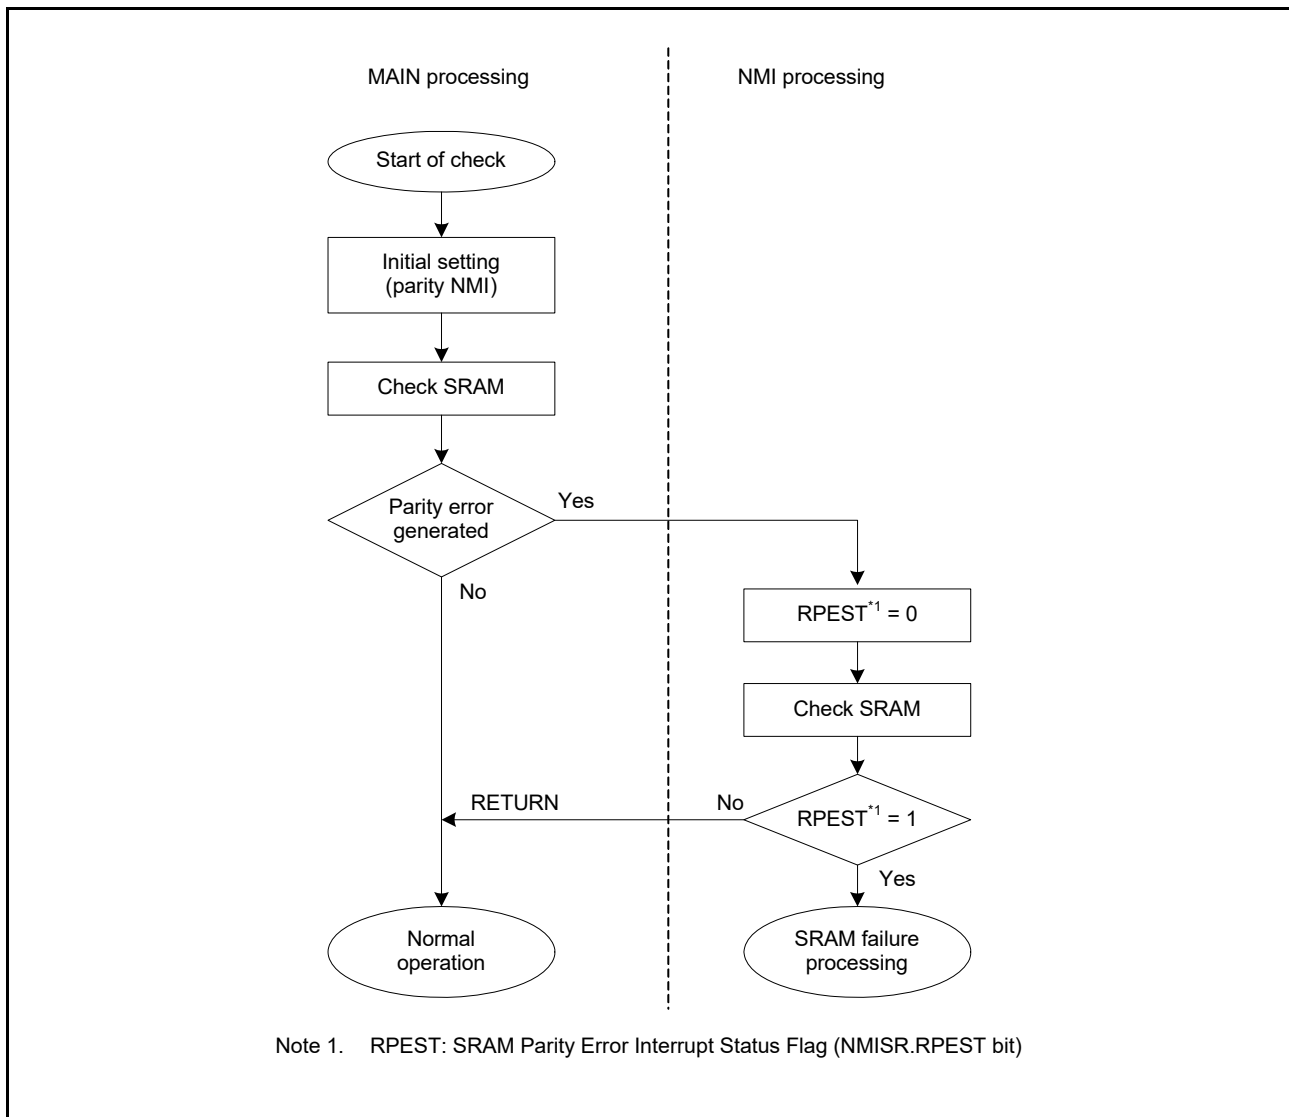 MAIN processing
NMI processing
Start of check
Initial setting
(parity NMI)
Check SRAM
Parity error
generated
Yes
No
RPEST*1 = 0
Check SRAM
RPEST*1 = 1
No
RETURN
Yes
Normal
operation
SRAM failure
processing
Note 1. RPEST: SRAM Parity Error Interrupt Status Flag (NMISR.RPEST bit)